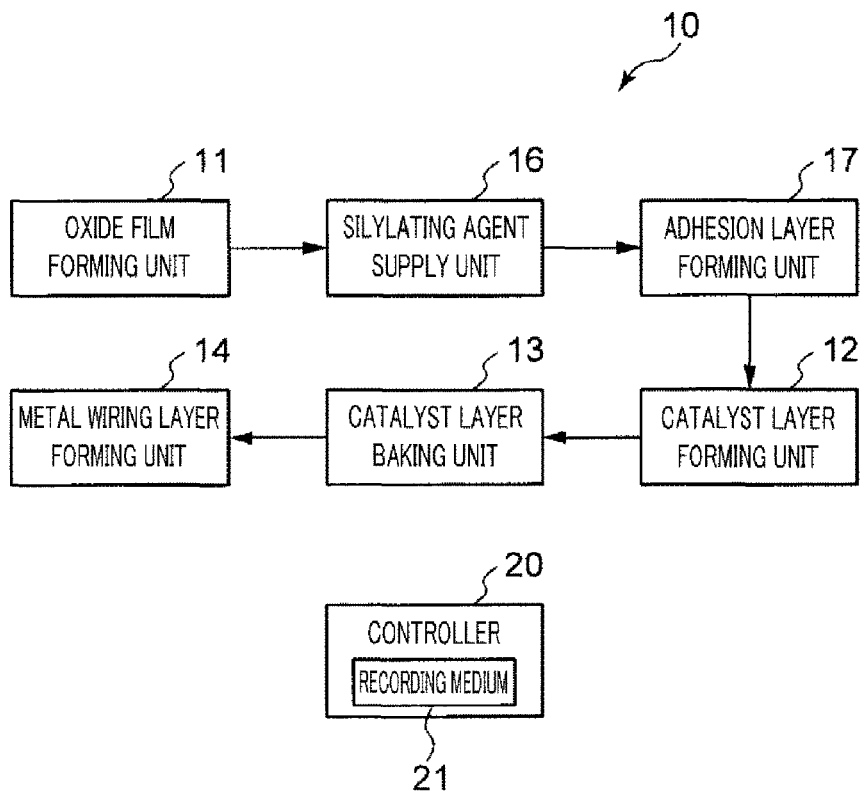 10
11
OXIDE FILM
FORMING UNIT
16
SILYLATING AGENT
SUPPLY UNIT
17
ADHESION LAYER
FORMING UNIT
14
METAL WIRING LAYER
FORMING UNIT
13
CATALYST LAYER
BAKING UNIT
12
CATALYST LAYER
FORMING UNIT
20
CONTROLLER
RECORDING MEDIUM
21